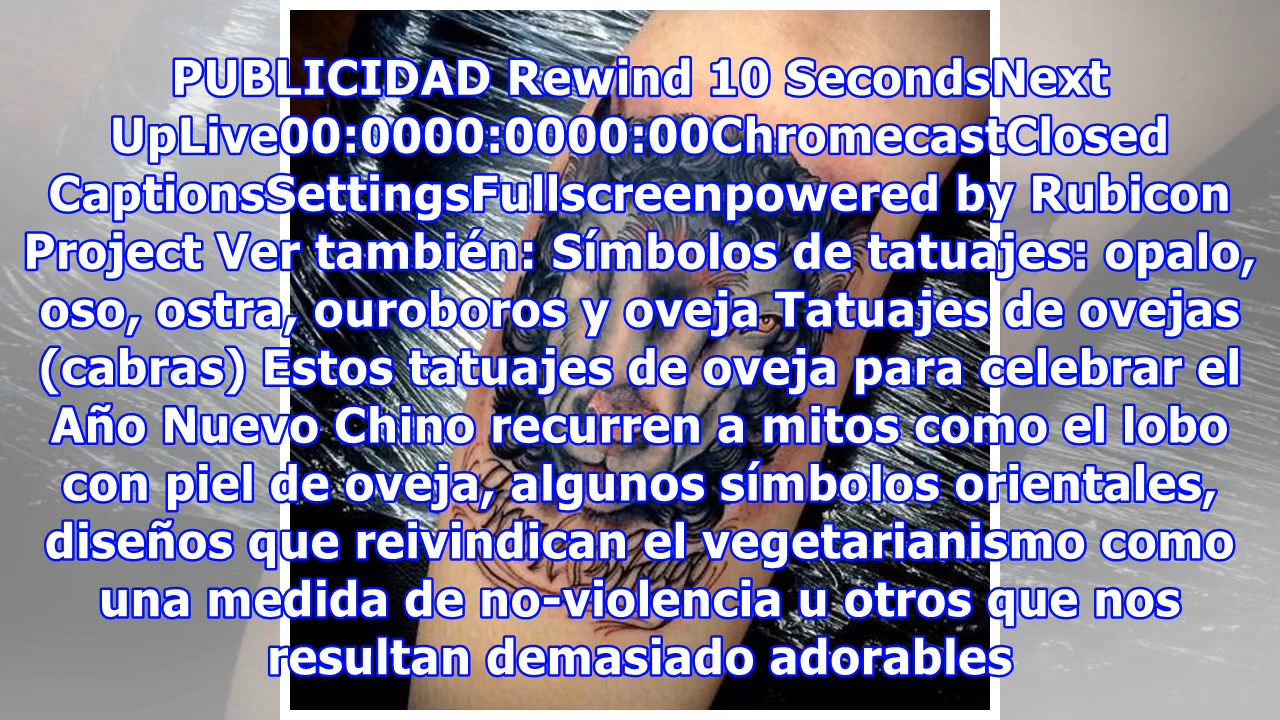 PUBLICIDAD Rewind 10 SecondsNext
UpLive00:0000:0000:00ChromecastClosed
CaptionsSettingsFullscreenpowered by Rubicon
Project Ver también: Símbolos de tatuajes: opalo,
oso, ostra, ouroboros y oveja Tatuajes de ovejas
(cabras) Estos tatuajes de oveja para celebrar el
Año Nuevo Chino recurren a mitos como el lobo
con piel de oveja, algunos símbolos orientales,
diseños que reivindican el vegetarianismo como
una medida de no-violencia u otros que nos
resultan demasiado adorables